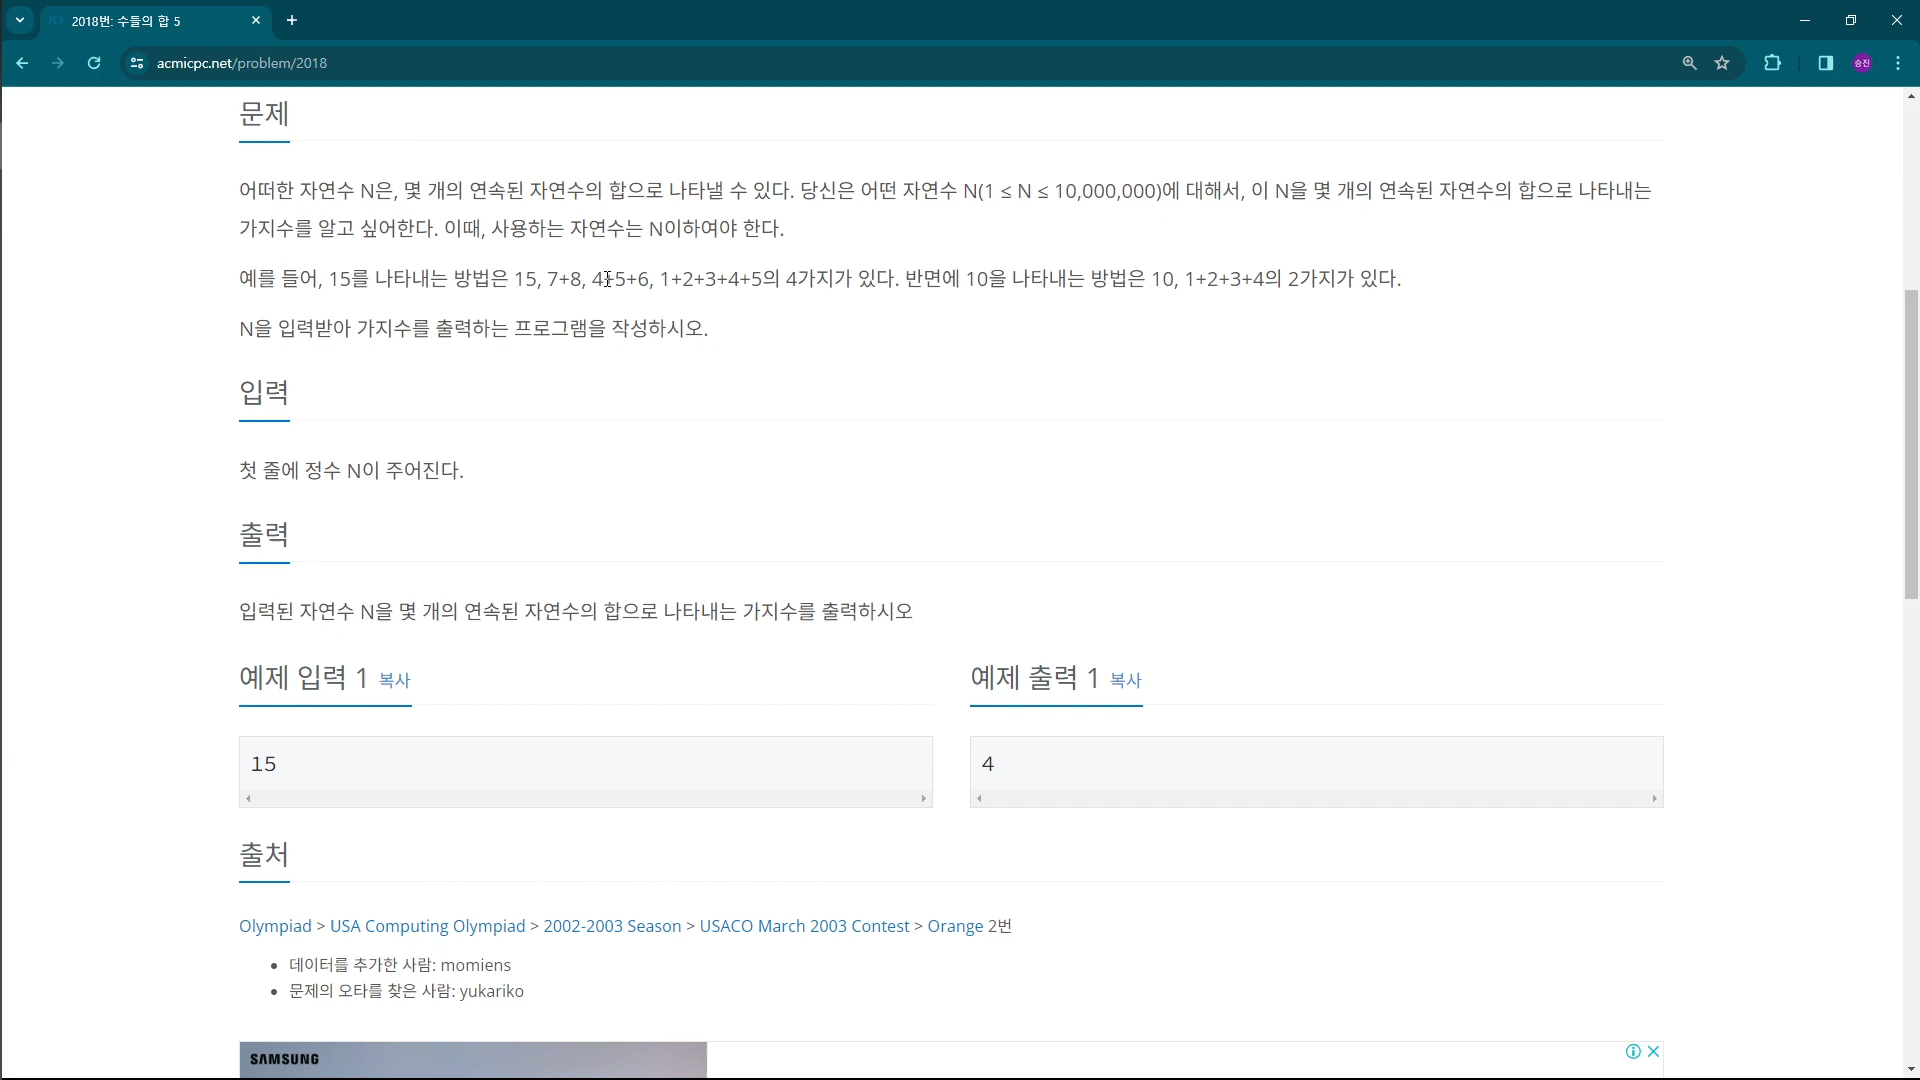 2018번: 수들의 합 5
acmicpc.net/problem/2018
승진
문제
어떠한 자연수 N은, 몇 개의 연속된 자연수의 합으로 나타낼 수 있다. 당신은 어떤 자연수 N(1 ≤ N ≤ 10,000,000)에 대해서, 이 N을 몇 개의 연속된 자연수의 합으로 나타내는
가지수를 알고 싶어한다. 이때, 사용하는 자연수는 N이하여야 한다.
예를 들어, 15를 나타내는 방법은 15, 7+8, 4+5+6, 1+2+3+4+5의 4가지가 있다. 반면에 10을 나타내는 방법은 10, 1+2+3+4의 2가지가 있다.
N을 입력받아 가지수를 출력하는 프로그램을 작성하시오.
입력
첫 줄에 정수 N이 주어진다.
출력
입력된 자연수 N을 몇 개의 연속된 자연수의 합으로 나타내는 가지수를 출력하시오
예제 입력 1 복사
15
예제 출력 1 복사
4
출처
Olympiad > USA Computing Olympiad > 2002-2003 Season > USACO March 2003 Contest > Orange 2번
• 데이터를 추가한 사람: momiens
• 문제의 오타를 찾은 사람: yukariko
SAMSUNG